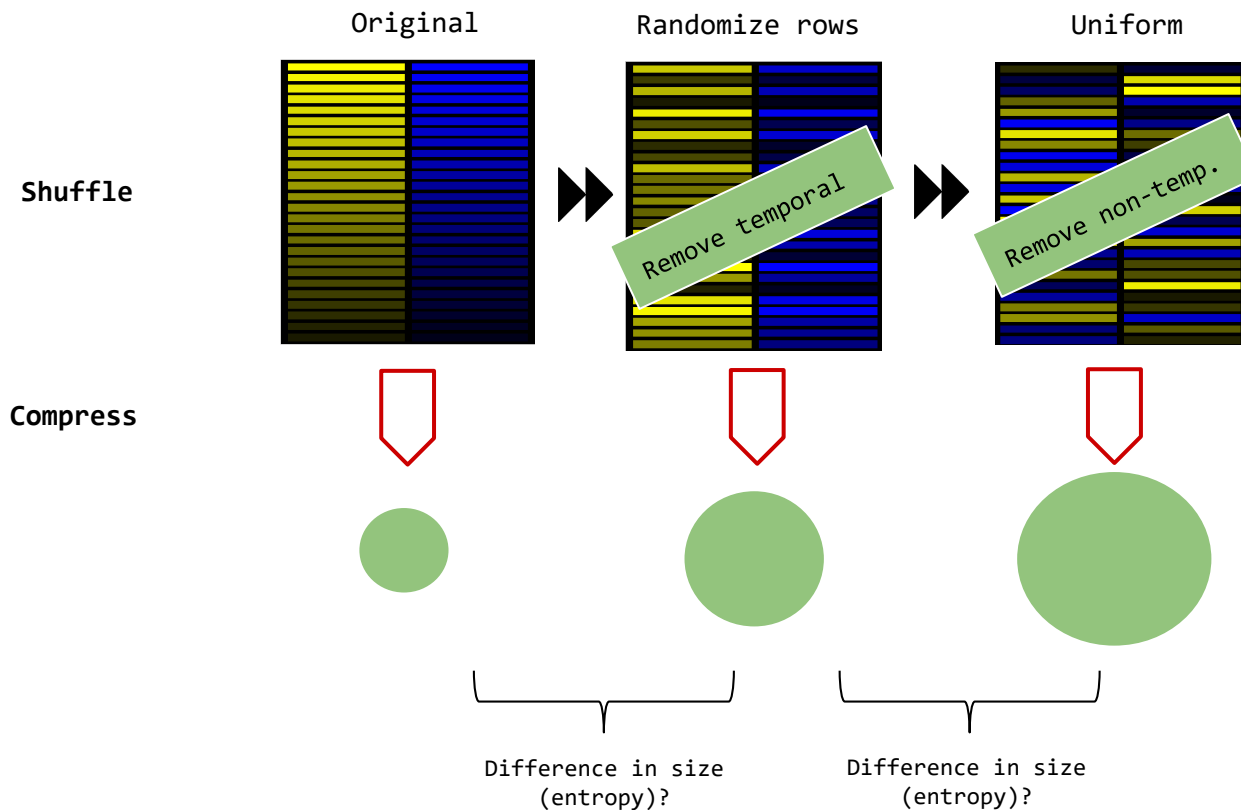 Original
Randomize rows
Uniform
Shuffle
Remove temporal
Remove non-temp.
Compress
Difference in size
(entropy)?
Difference in size
(entropy)?